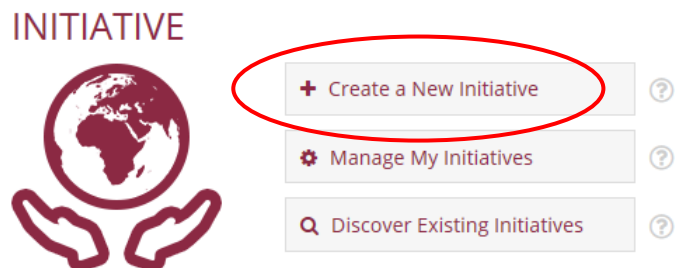 INITIATIVE
Create a New Initiative
Manage My Initiatives
Discover Existing Initiatives